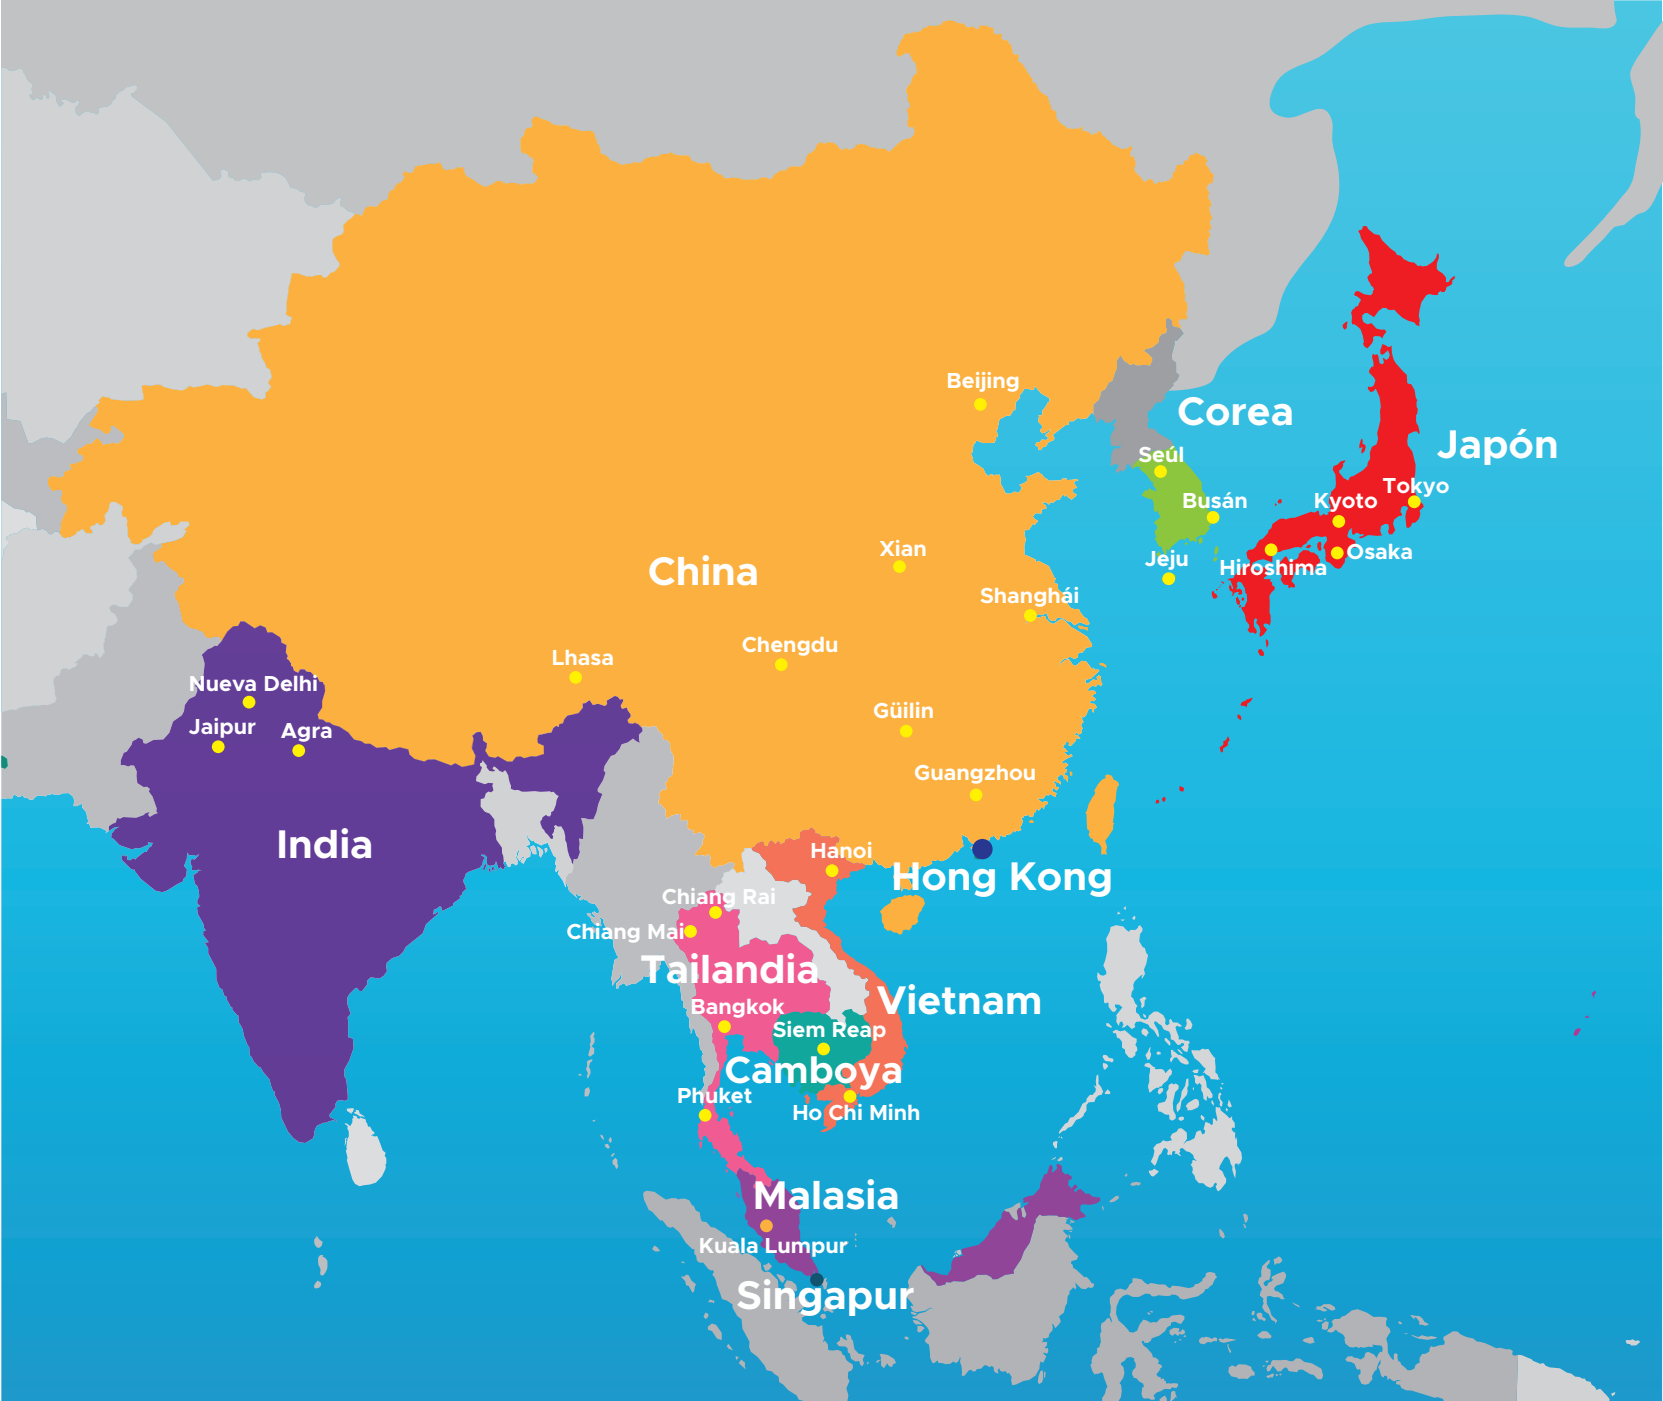 Beijing
Corea
Japón
Seúl
Tokyo
Busán
Kyoto
Xian
Osaka
China
Jeju
Hiroshima
Shanghái
Chengdu
Lhasa
Nueva Delhi
Güilin
Jaipur
Agra
Guangzhou
India
Hanoi
Hong Kong
Chiang Rai
Chiang Mai
Tailandia
Vietnam
Bangkok
Siem Reap
Camboya
Phuket
Ho Chi Minh
Malasia
Kuala Lumpur
Singapur